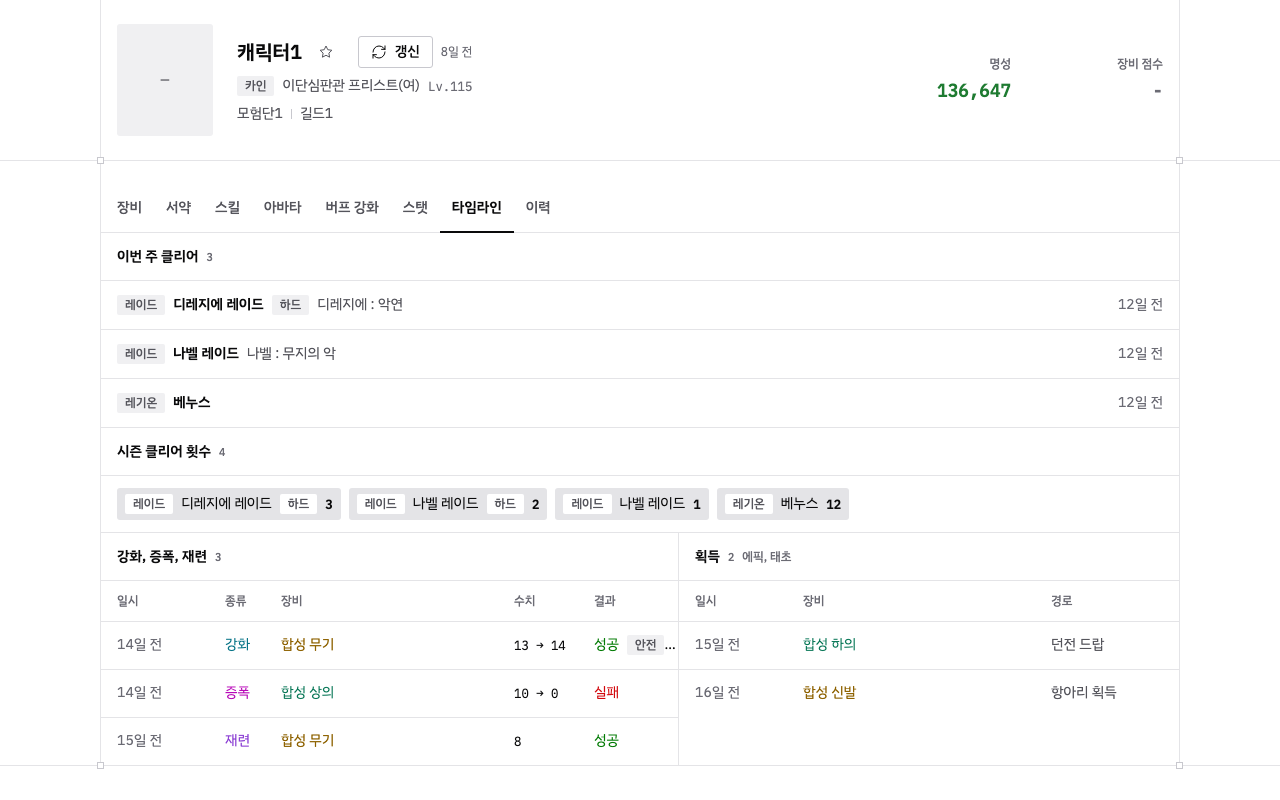 –
캐릭터1 ☆ 갱신 8일 전
카인 이단심판관 프리스트(여) Lv.115
모험단1 | 길드1
명성 장비 점수
136,647 -
장비 서약 스킬 아바타 버프 강화 스탯 타임라인 이력
이번 주 클리어 3
레이드 디레지에 레이드 하드 디레지에 : 악연 12일 전
레이드 나벨 레이드 나벨 : 무지의 악 12일 전
레기온 베누스 12일 전
시즌 클리어 횟수 4
레이드 디레지에 레이드 하드 3 레이드 나벨 레이드 하드 2 레이드 나벨 레이드 1 레기온 베누스 12
강화, 증폭, 재련 3
일시 종류 장비 수치 결과
14일 전 강화 합성 무기 13 → 14 성공 안전...
14일 전 증폭 합성 상의 10 → 0 실패
15일 전 재련 합성 무기 8 성공
획득 2 에픽, 태초
일시 장비 경로
15일 전 합성 하의 던전 드랍
16일 전 합성 신발 항아리 획득